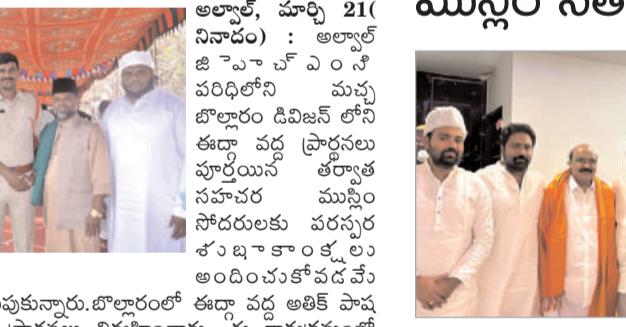 అల్వాల్, మార్చి 21(
నినాదం) : అల్వాల్
జిహెచ్ఎంసి
పరిధిలోని మచ్చ
బొల్లారం డివిజన్ లోని
ఈద్గా వద్ద ప్రార్థనలు
పూర్తయిన తర్వాత
సహచర ముస్లిం
సోదరులకు పరస్పర
శుభాకాంక్షలు
అందించుకోవడమే
పుకున్నారు.బొల్లారంలో ఈద్గా వద్ద అతిక్ పాష
ముస్లిం